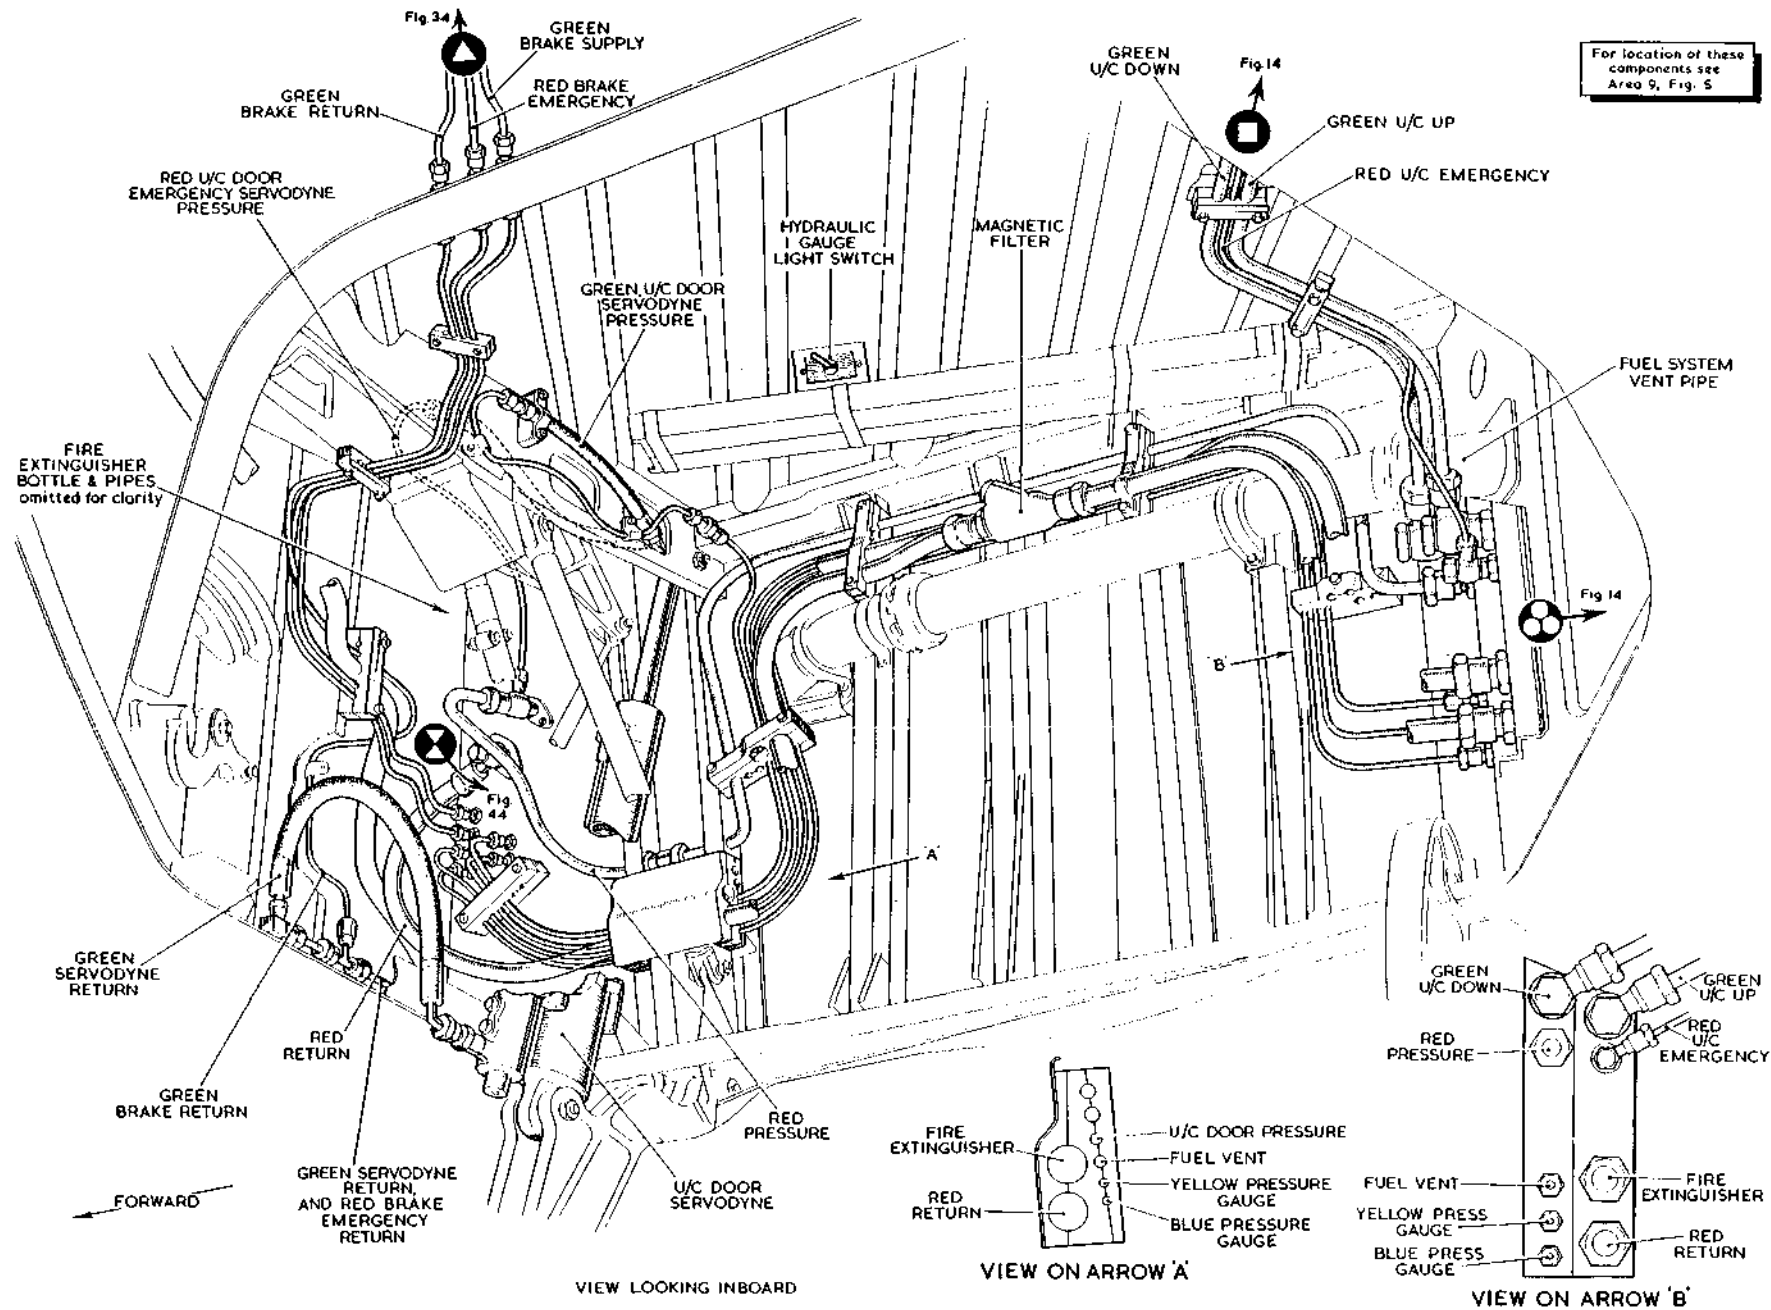 Fig. 34
GREEN
BRAKE SUPPLY
RED BRAKE
EMERGENCY
GREEN
BRAKE RETURN
GREEN
U/C DOWN
Fig. 14
GREEN U/C UP
RED U/C EMERGENCY
For location of these
components see
Area 9, Fig. 5
RED U/C DOOR
EMERGENCY SERVODYNE
PRESSURE
HYDRAULIC
GAUGE
LIGHT SWITCH
MAGNETIC
FILTER
GREEN U/C DOOR
SERVODYNE
PRESSURE
FUEL SYSTEM
VENT PIPE
FIRE
EXTINGUISHER
BOTTLE & PIPES
omitted for clarity
Fig 14
'B'
Fig.
44
'A'
GREEN
SERVODYNE
RETURN
RED
RETURN
GREEN
BRAKE RETURN
GREEN SERVODYNE
RETURN,
AND RED BRAKE
EMERGENCY
RETURN
RED
PRESSURE
U/C DOOR
SERVODYNE
FORWARD
VIEW LOOKING INBOARD
FIRE
EXTINGUISHER
RED
RETURN
U/C DOOR PRESSURE
FUEL VENT
YELLOW PRESSURE
GAUGE
BLUE PRESSURE
GAUGE
VIEW ON ARROW 'A'
GREEN
U/C DOWN
GREEN
U/C UP
RED
PRESSURE
RED
U/C
EMERGENCY
FUEL VENT
YELLOW PRESS
GAUGE
BLUE PRESS
GAUGE
FIRE
EXTINGUISHER
RED
RETURN
VIEW ON ARROW 'B'